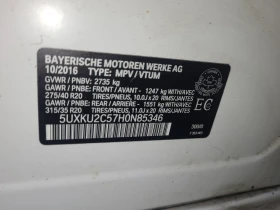 BAYERISCHE MOTOREN WERKE AG
10/2016 TYPE: MPV / VTUM
GVWR / PNBV: 2735 kg
GAWR / PNBE: FRONT / AVANT - 1247 kg WITH/AVEC
275/40 R20 TIRES/PNEUS, 10.0J x 20 RIMS/JANTES
GAWR / PNBE: REAR / ARRIERE - 1551 kg WITH/AVEC
315/35 R20 TIRES/PNEUS, 11.0J x 20 RIMS/JANTES
EC
5UXKU2C57H0N85346